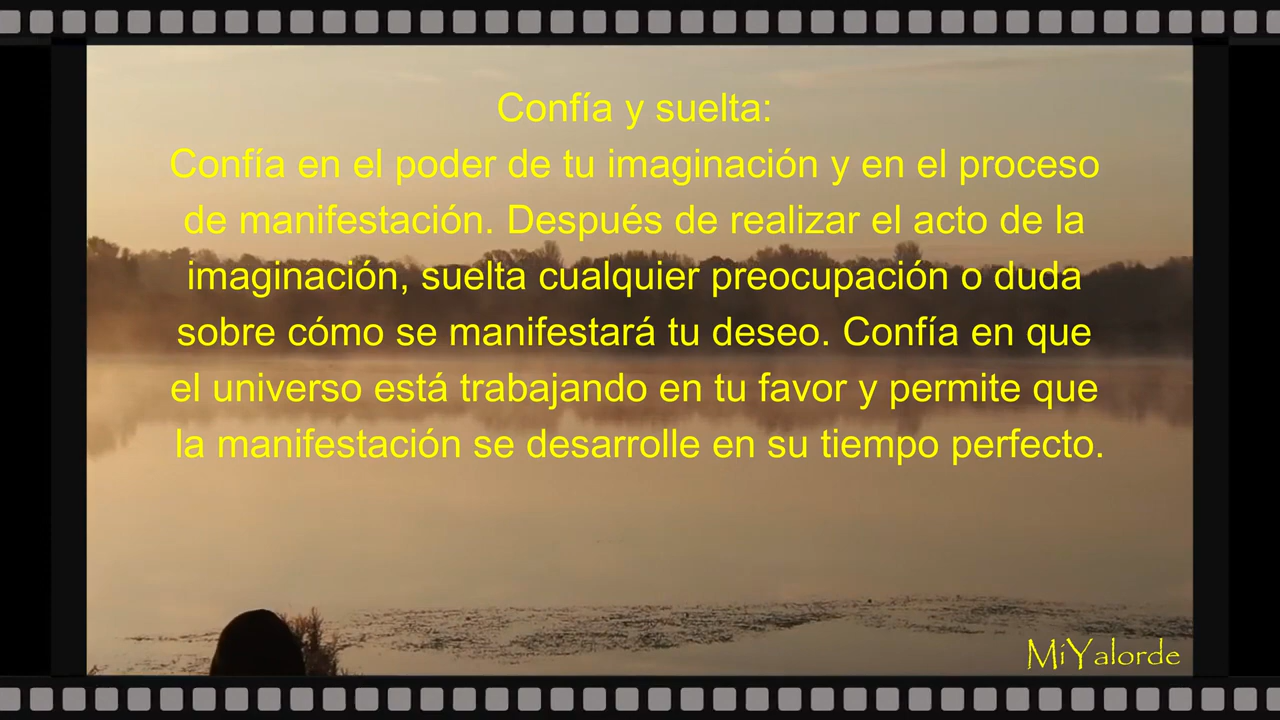 Confía y suelta:
Confía en el poder de tu imaginación y en el proceso
de manifestación. Después de realizar el acto de la
imaginación, suelta cualquier preocupación o duda
sobre cómo se manifestará tu deseo. Confía en que
el universo está trabajando en tu favor y permite que
la manifestación se desarrolle en su tiempo perfecto.
MiYalorde